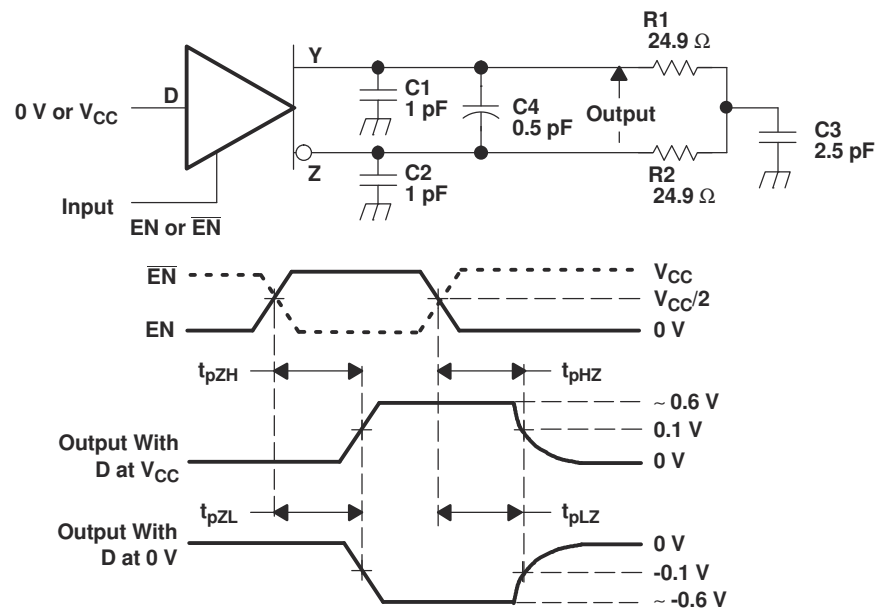 R1
24.9 Ω
Y
D
C1
1 pF
C4
0.5 pF
Output
0 V or VCC
C3
2.5 pF
Z
C2
1 pF
R2
24.9 Ω
Input
EN or E̅N̅
E̅N̅
VCC
VCC/2
EN
0 V
tpZH
tpHZ
~ 0.6 V
0.1 V
Output With
D at VCC
0 V
tpZL
tpLZ
Output With
D at 0 V
0 V
-0.1 V
~ -0.6 V